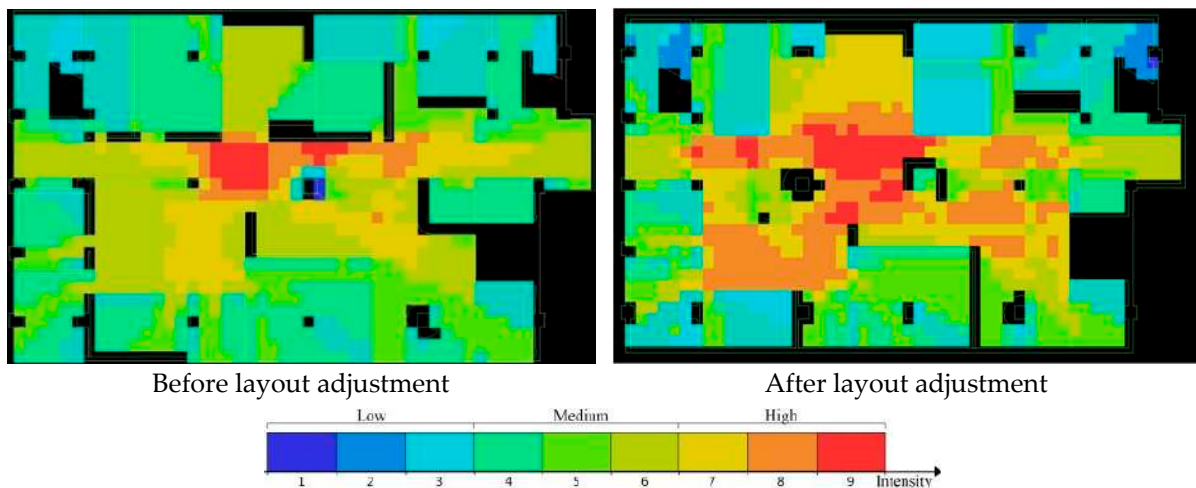 Before layout adjustment
After layout adjustment
Low Medium High
1 2 3 4 5 6 7 8 9 Intensity